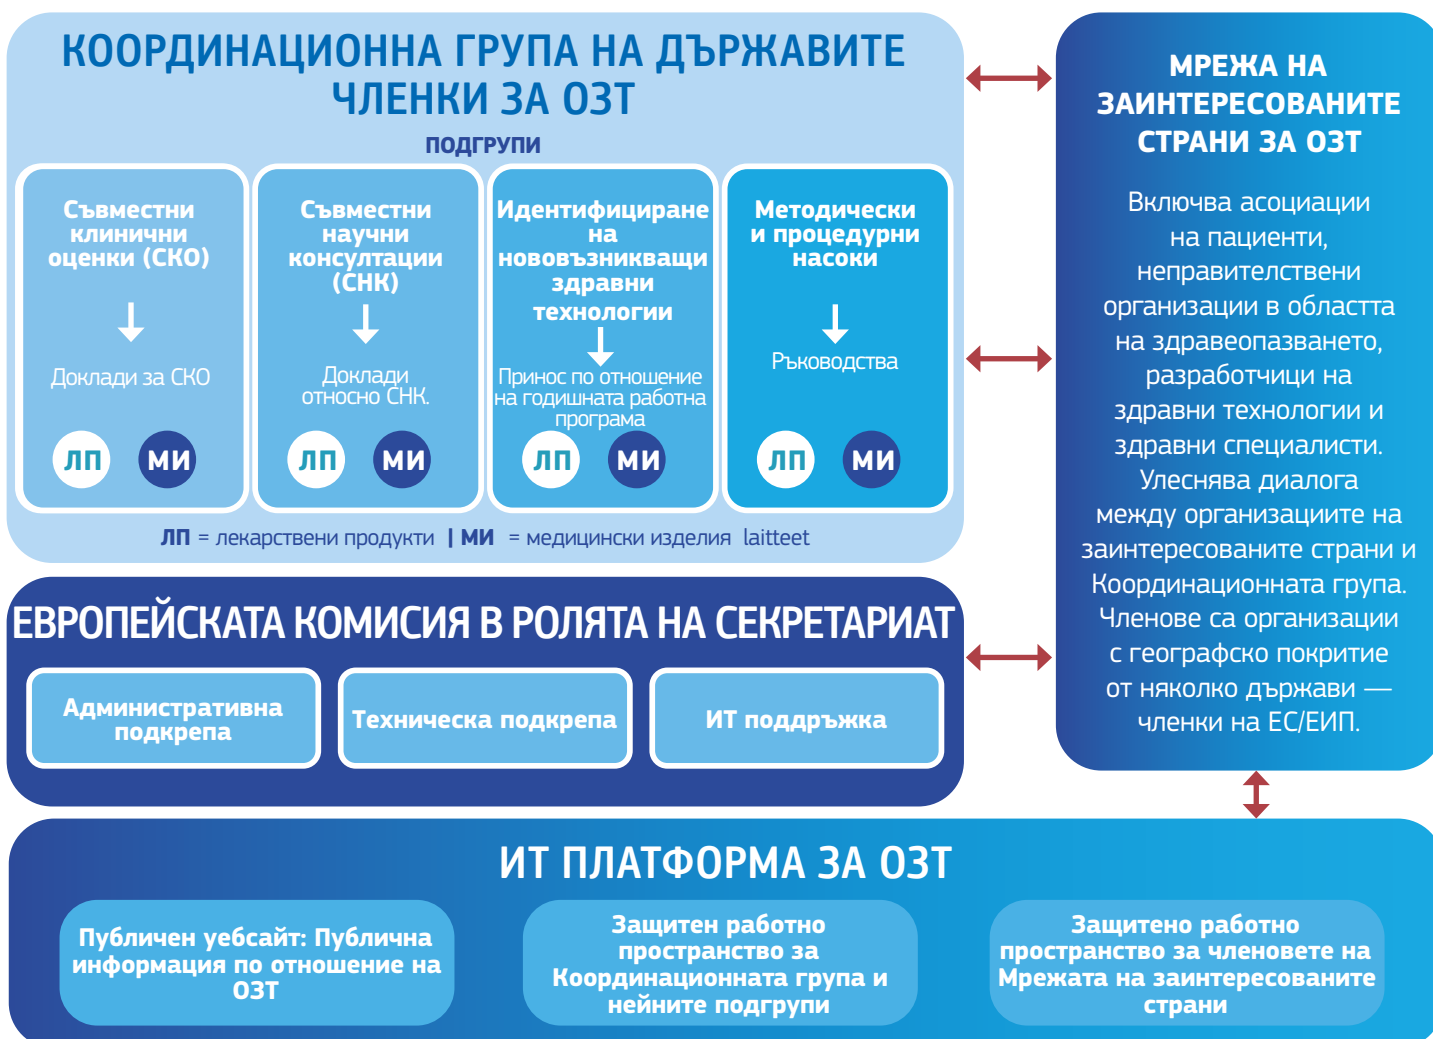 КООРДИНАЦИОННА ГРУПА НА ДЪРЖАВИТЕ
ЧЛЕНКИ ЗА ОЗТ
ПОДГРУПИ
Съвместни
клинични
оценки (СКО)
Доклади за СКО
ЛП МИ
Съвместни
научни
консултации
(СНК)
Доклади
относно СНК.
ЛП МИ
Идентифициране
на
нововъзникващи
здравни
технологии
Принос по отношение
на годишната работна
програма
ЛП МИ
Методически
и процедурни
насоки
Ръководства
ЛП МИ
ЛП = лекарствени продукти | МИ = медицински изделия laitteet
ЕВРОПЕЙСКАТА КОМИСИЯ В РОЛЯТА НА СЕКРЕТАРИАТ
Административна
подкрепа
Техническа подкрепа
ИТ поддръжка
МРЕЖА НА
ЗАИНТЕРЕСОВАНИТЕ
СТРАНИ ЗА ОЗТ
Включва асоциации
на пациенти,
неправителствени
организации в областта
на здравеопазването,
разработчици на
здравни технологии и
здравни специалисти.
Улеснява диалога
между организациите на
заинтересованите страни и
Координационната група.
Членове са организации
с географско покритие
от няколко държави —
членки на ЕС/ЕИП.
ИТ ПЛАТФОРМА ЗА ОЗТ
Публичен уебсайт: Публична
информация по отношение на
ОЗТ
Защитен работно
пространство за
Координационната група и
нейните подгрупи
Защитено работно
пространство за членовете на
Мрежата на заинтересованите
страни